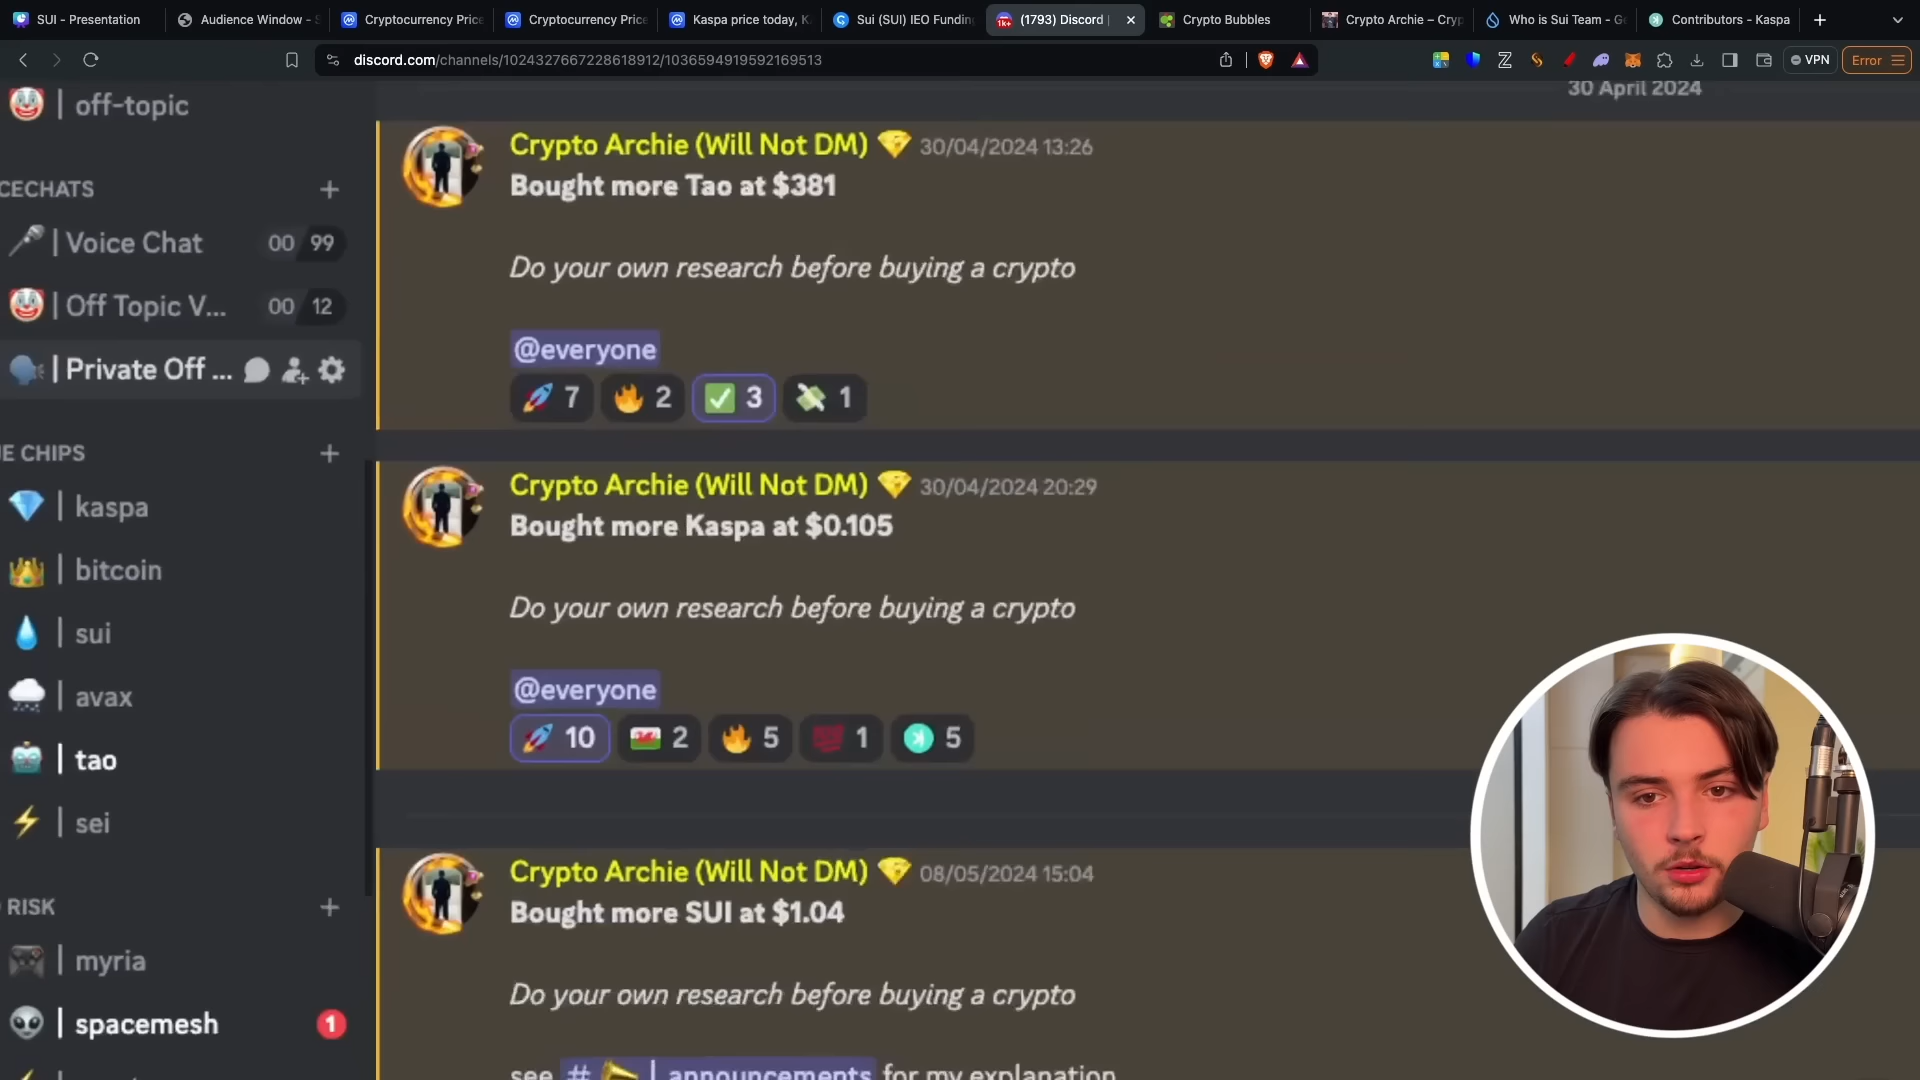 SUI - Presentation
Audience Window - S
Cryptocurrency Price
Cryptocurrency Price
Kaspa price today, K
Sui (SUI) IEO Fundin
(1793) Discord |
Crypto Bubbles
Crypto Archie – Cryp
Who is Sui Team - Ge
Contributors - Kaspa
discord.com/channels/1024327667228618912/1036594919592169513
VPN
Error
off-topic
CECHATS
Voice Chat 00 99
Off Topic V... 00 12
Private Off ...
E CHIPS
kaspa
bitcoin
sui
avax
tao
sei
RISK
myria
spacemesh 1
30 April 2024
Crypto Archie (Will Not DM) 30/04/2024 13:26
Bought more Tao at $381
Do your own research before buying a crypto
@everyone
7 2 3 1
Crypto Archie (Will Not DM) 30/04/2024 20:29
Bought more Kaspa at $0.105
Do your own research before buying a crypto
@everyone
10 2 5 1 5
Crypto Archie (Will Not DM) 08/05/2024 15:04
Bought more SUI at $1.04
Do your own research before buying a crypto
see # | announcements for my explanation